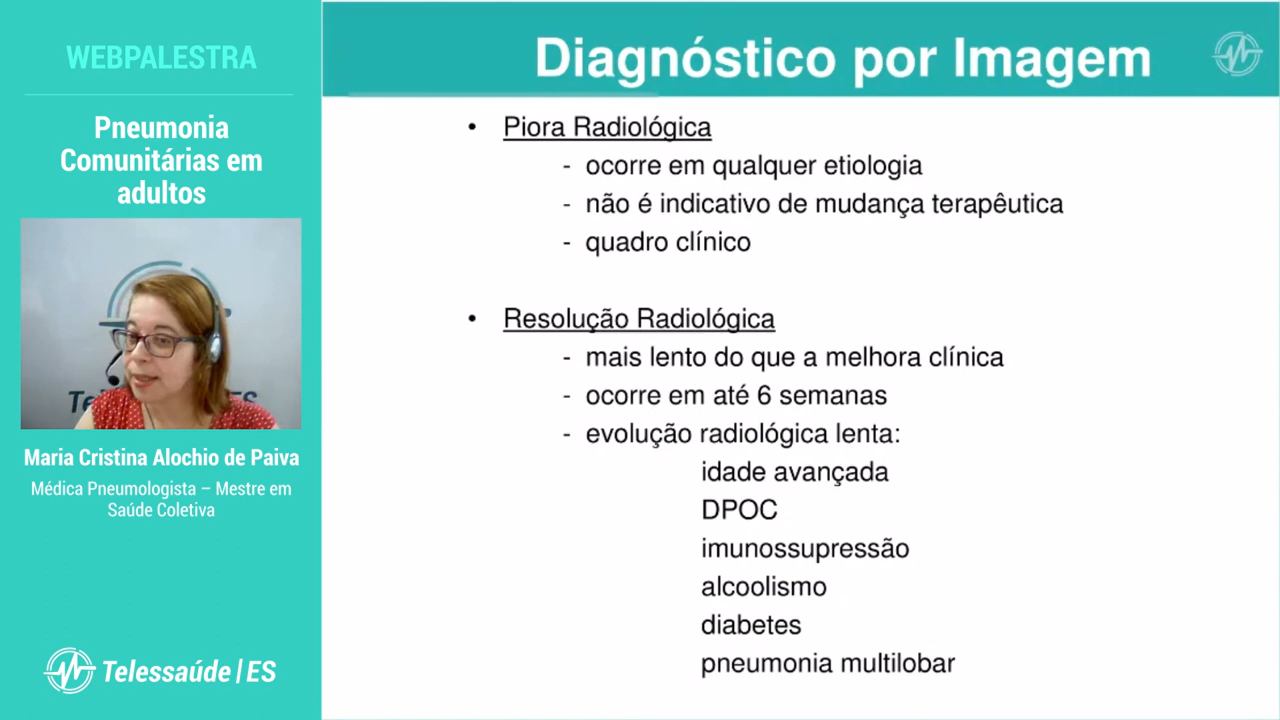 WEBPALESTRA
Pneumonia
Comunitárias em
adultos
Maria Cristina Alochio de Paiva
Médica Pneumologista – Mestre em
Saúde Coletiva
Telessaúde|ES
Diagnóstico por Imagem
• Piora Radiológica
- ocorre em qualquer etiologia
- não é indicativo de mudança terapêutica
- quadro clínico
• Resolução Radiológica
- mais lento do que a melhora clínica
- ocorre em até 6 semanas
- evolução radiológica lenta:
idade avançada
DPOC
imunossupressão
alcoolismo
diabetes
pneumonia multilobar